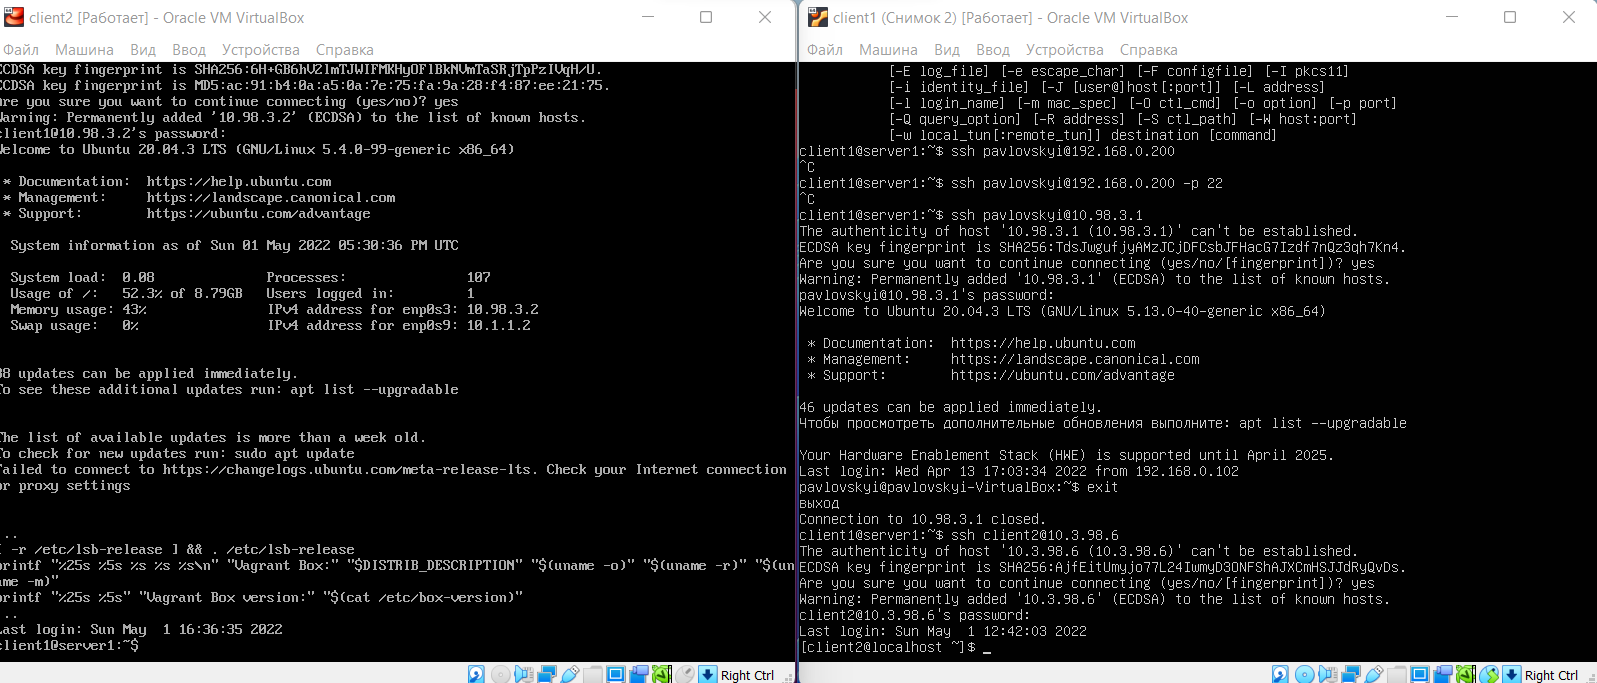 client2 [Работает] - Oracle VM VirtualBox
Файл Машина Вид Ввод Устройства Справка
ECDSA key fingerprint is SHA256:6H+GB6hV2lmTJWIFMKHyOFlBkNVmTaSRjTpPzIVqH/U.
ECDSA key fingerprint is MD5:ac:91:b4:0a:a5:0a:7e:75:fa:9a:28:f4:87:ee:21:75.
Are you sure you want to continue connecting (yes/no)? yes
Warning: Permanently added '10.98.3.2' (ECDSA) to the list of known hosts.
client1@10.98.3.2's password:
Welcome to Ubuntu 20.04.3 LTS (GNU/Linux 5.4.0-99-generic x86_64)
* Documentation: https://help.ubuntu.com
* Management: https://landscape.canonical.com
* Support: https://ubuntu.com/advantage
System information as of Sun 01 May 2022 05:30:36 PM UTC
System load: 0.08 Processes: 107
Usage of /: 52.3% of 8.79GB Users logged in: 1
Memory usage: 43% IPv4 address for enp0s3: 10.98.3.2
Swap usage: 0% IPv4 address for enp0s9: 10.1.1.2
88 updates can be applied immediately.
To see these additional updates run: apt list --upgradable
The list of available updates is more than a week old.
To check for new updates run: sudo apt update
Failed to connect to https://changelogs.ubuntu.com/meta-release-lts. Check your Internet connection
or proxy settings
..
[ -r /etc/lsb-release ] && . /etc/lsb-release
printf "%25s %5s %s %s %s\n" "Vagrant Box:" "$DISTRIB_DESCRIPTION" "$(uname -o)" "$(uname -r)" "$(un
ame -m)"
printf "%25s %5s" "Vagrant Box version:" "$(cat /etc/box-version)"
..
Last login: Sun May 1 16:36:35 2022
client1@server1:~$
Right Ctrl
client1 (Снимок 2) [Работает] - Oracle VM VirtualBox
Файл Машина Вид Ввод Устройства Справка
[-E log_file] [-e escape_char] [-F configfile] [-I pkcs11]
[-i identity_file] [-J [user@]host[:port]] [-L address]
[-l login_name] [-m mac_spec] [-O ctl_cmd] [-o option] [-p port]
[-Q query_option] [-R address] [-S ctl_path] [-W host:port]
[-w local_tun[:remote_tun]] destination [command]
client1@server1:~$ ssh pavlovskyi@192.168.0.200
^C
client1@server1:~$ ssh pavlovskyi@192.168.0.200 -p 22
^C
client1@server1:~$ ssh pavlovskyi@10.98.3.1
The authenticity of host '10.98.3.1 (10.98.3.1)' can't be established.
ECDSA key fingerprint is SHA256:TdsJwgufjyAMzJCjDFCsbJFHacG7Izdf7nQz3qh7Kn4.
Are you sure you want to continue connecting (yes/no/[fingerprint])? yes
Warning: Permanently added '10.98.3.1' (ECDSA) to the list of known hosts.
pavlovskyi@10.98.3.1's password:
Welcome to Ubuntu 20.04.3 LTS (GNU/Linux 5.13.0-40-generic x86_64)
* Documentation: https://help.ubuntu.com
* Management: https://landscape.canonical.com
* Support: https://ubuntu.com/advantage
46 updates can be applied immediately.
Чтобы просмотреть дополнительные обновления выполните: apt list --upgradable
Your Hardware Enablement Stack (HWE) is supported until April 2025.
Last login: Wed Apr 13 17:03:34 2022 from 192.168.0.102
pavlovskyi@pavlovskyi-VirtualBox:~$ exit
выход
Connection to 10.98.3.1 closed.
client1@server1:~$ ssh client2@10.3.98.6
The authenticity of host '10.3.98.6 (10.3.98.6)' can't be established.
ECDSA key fingerprint is SHA256:AjfEitUmyjo77L24IwmyD3ONFShAJXCmHSJJdRyQvDs.
Are you sure you want to continue connecting (yes/no/[fingerprint])? yes
Warning: Permanently added '10.3.98.6' (ECDSA) to the list of known hosts.
client2@10.3.98.6's password:
Last login: Sun May 1 12:42:03 2022
[client2@localhost ~]$ _
Right Ctrl